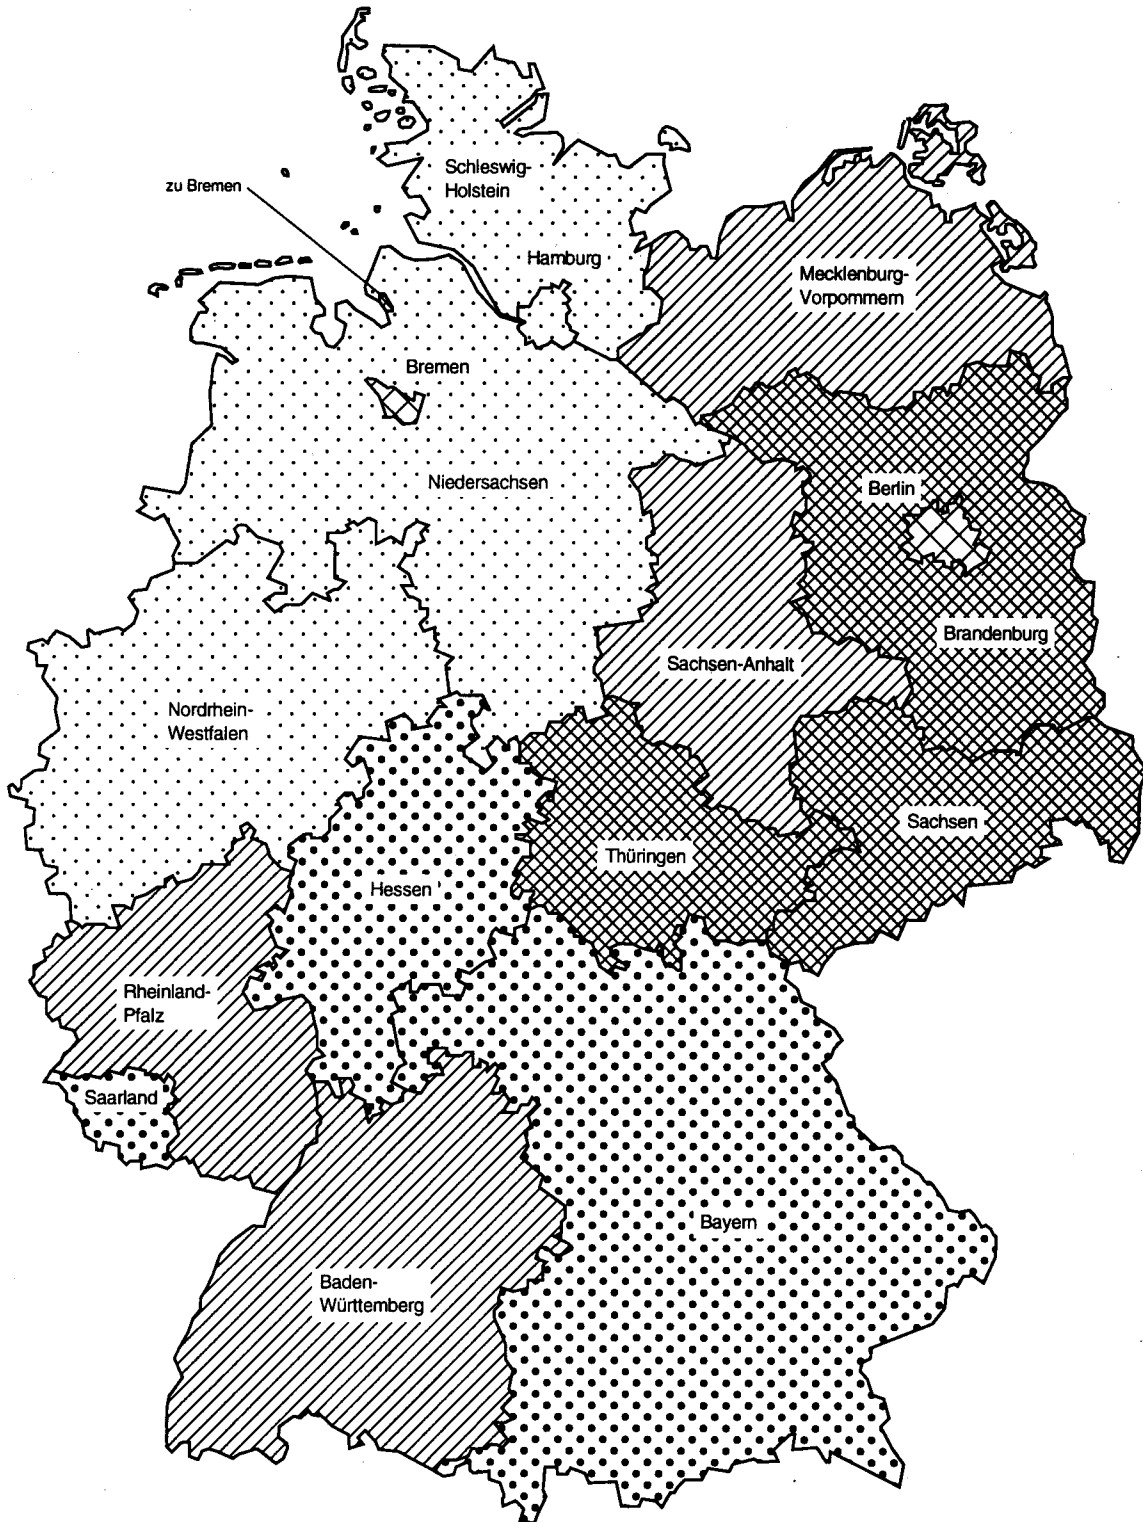 Schleswig-
Holstein
zu Bremen
Hamburg
Mecklenburg-
Vorpommern
Bremen
Niedersachsen
Berlin
Brandenburg
Sachsen-Anhalt
Nordrhein-
Westfalen
Sachsen
Thüringen
Hessen
Rheinland-
Pfalz
Saarland
Bayern
Baden-
Württemberg